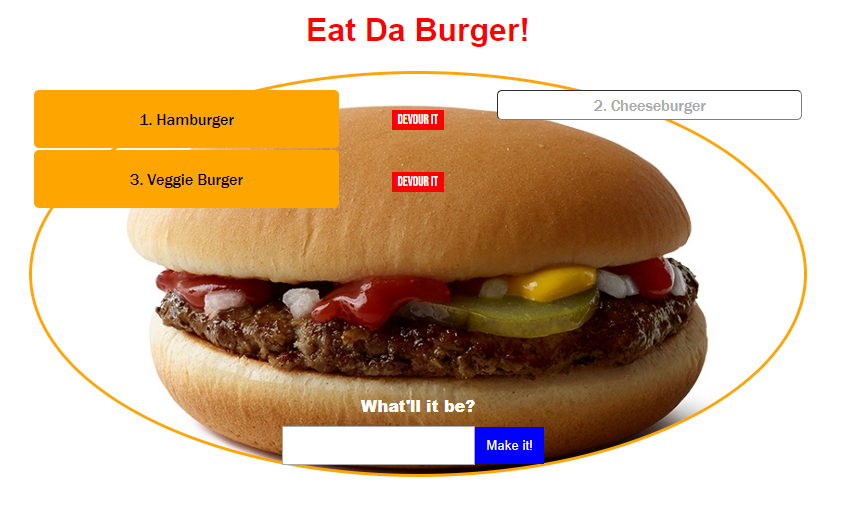 Eat Da Burger!
1. Hamburger
DEVOUR IT
2. Cheeseburger
3. Veggie Burger
DEVOUR IT
What'll it be?
Make it!